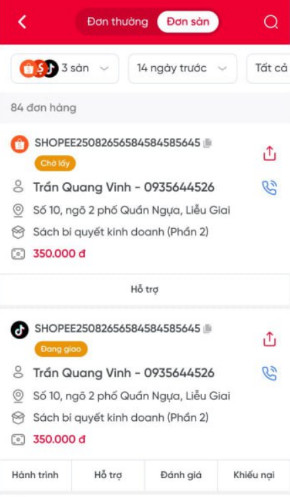 Đơn thường Đơn sàn
3 sàn 14 ngày trước Tất cả
84 đơn hàng
SHOPEE25082656584584585645
Chờ lấy
Trần Quang Vinh - 0935644526
Số 10, ngõ 2 phố Quần Ngựa, Liễu Giai
Sách bí quyết kinh doanh (Phần 2)
350.000 đ
Hỗ trợ
SHOPEE25082656584584585645
Đang giao
Trần Quang Vinh - 0935644526
Số 10, ngõ 2 phố Quần Ngựa, Liễu Giai
Sách bí quyết kinh doanh (Phần 2)
350.000 đ
Hành trình Hỗ trợ Đánh giá Khiếu nại